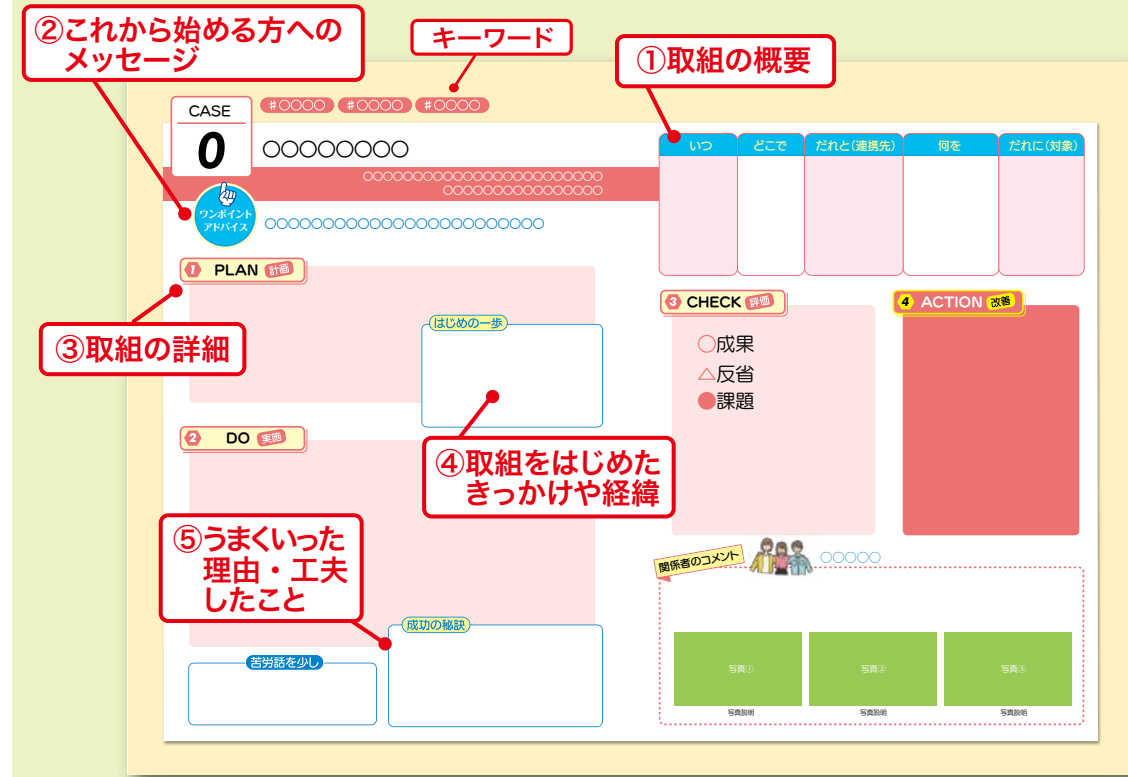 ②これから始める方への
メッセージ
キーワード
①取組の概要
CASE
0
#○○○○ #○○○○ #○○○○
○○○○○○○○
○○○○○○○○○○○○○○○○○○○○○○○○
○○○○○○○○○○○○○○○○
ワンポイント
アドバイス
○○○○○○○○○○○○○○○○○○○○○○○○
いつ どこで だれと(連携先) 何を だれに(対象)
1 PLAN 計画
③取組の詳細
はじめの一歩
④取組をはじめた
きっかけや経緯
2 DO 実施
⑤うまくいった
理由・工夫
したこと
成功の秘訣
苦労話を少し
3 CHECK 評価
○成果
△反省
●課題
4 ACTION 改善
関係者のコメント
○○○○○
写真① 写真② 写真③
写真説明 写真説明 写真説明